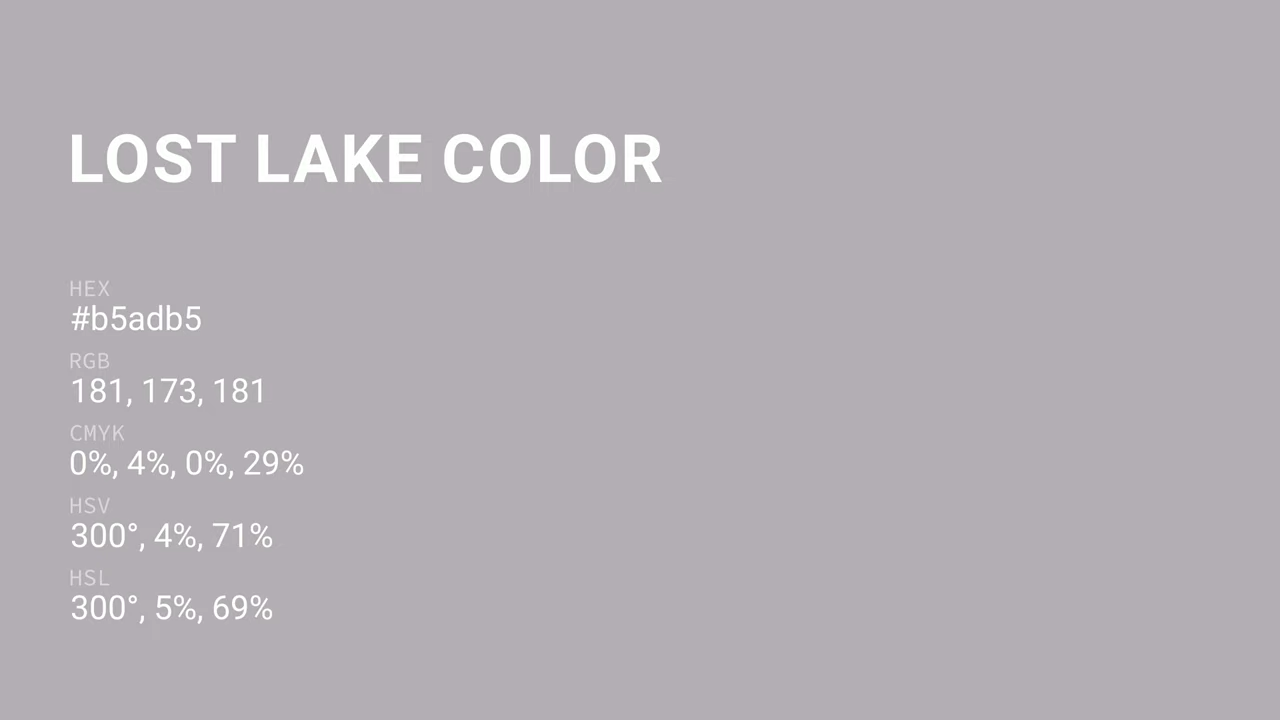 LOST LAKE COLOR
HEX
#b5adb5
RGB
181, 173, 181
CMYK
0%, 4%, 0%, 29%
HSV
300°, 4%, 71%
HSL
300°, 5%, 69%